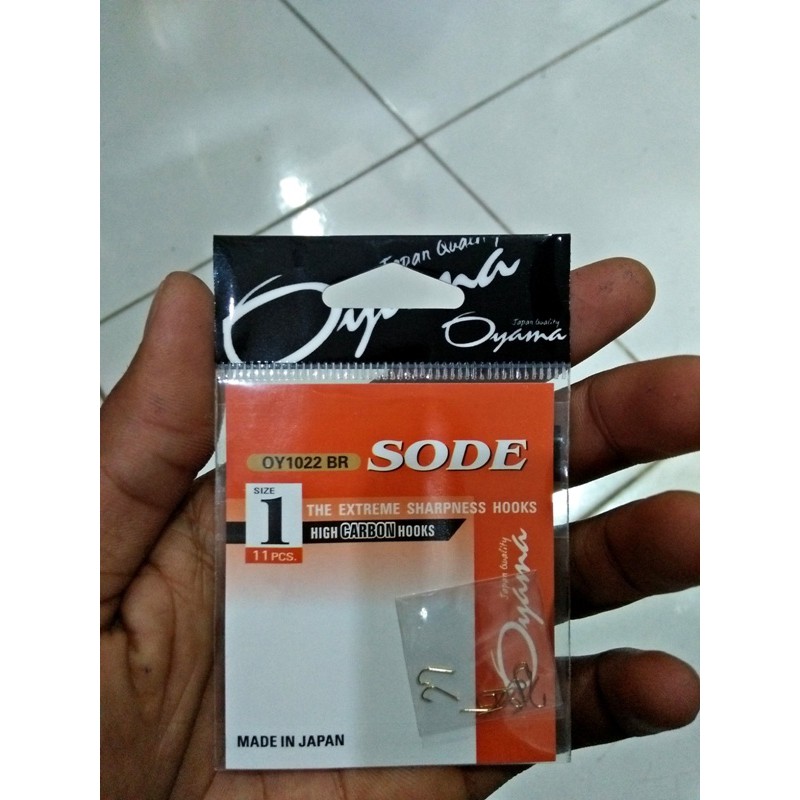 Japan Quality
Oyama
Japan Quality
Oyama
OY1022 BR
SODE
SIZE
1
11 PCS.
THE EXTREME SHARPNESS HOOKS
HIGH CARBON HOOKS
Japan Quality
Oyama
MADE IN JAPAN